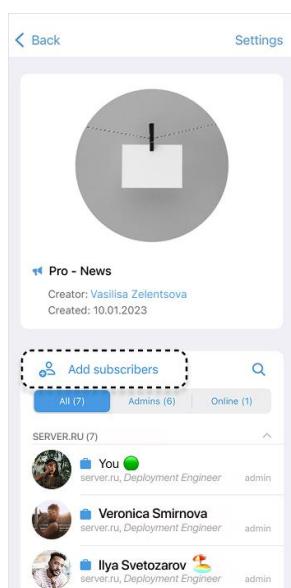 Back Settings
Pro - News
Creator: Vasilisa Zelentsova
Created: 10.01.2023
Add subscribers
All (7) Admins (6) Online (1)
SERVER.RU (7)
You
server.ru, Deployment Engineer admin
Veronica Smirnova
server.ru, Deployment Engineer admin
Ilya Svetozarov
server.ru, Deployment Engineer admin